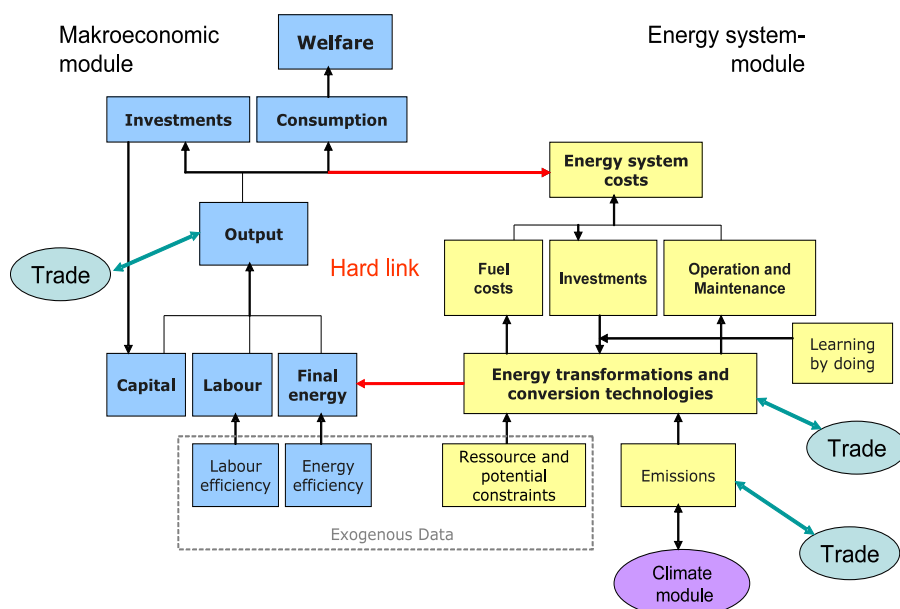 Makroeconomic
module
Welfare
Energy system-
module
Investments
Consumption
Energy system
costs
Output
Trade
Hard link
Fuel
costs
Investments
Operation and
Maintenance
Learning
by doing
Capital
Labour
Final
energy
Energy transformations and
conversion technologies
Trade
Labour
efficiency
Energy
efficiency
Ressource and
potential
constraints
Emissions
Exogenous Data
Trade
Climate
module